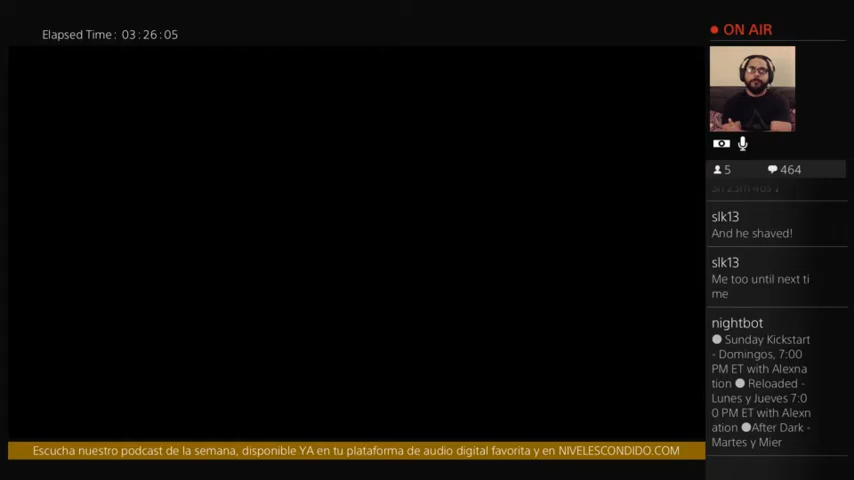 Elapsed Time: 03:26:05
ON AIR
5 464
slk13
And he shaved!
slk13
Me too until next ti
me
nightbot
● Sunday Kickstart
- Domingos, 7:00
PM ET with Alexna
tion ● Reloaded -
Lunes y Jueves 7:0
0 PM ET with Alexn
ation ●After Dark -
Martes y Mier
Escucha nuestro podcast de la semana, disponible YA en tu plataforma de audio digital favorita y en NIVELESCONDIDO.COM